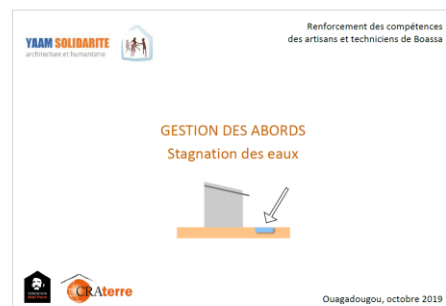 Renforcement des compétences
des artisans et techniciens de Boassa
YAAM SOLIDARITE
architecture et humanisme
GESTION DES ABORDS
Stagnation des eaux
CRAterre
Ouagadougou, octobre 2019